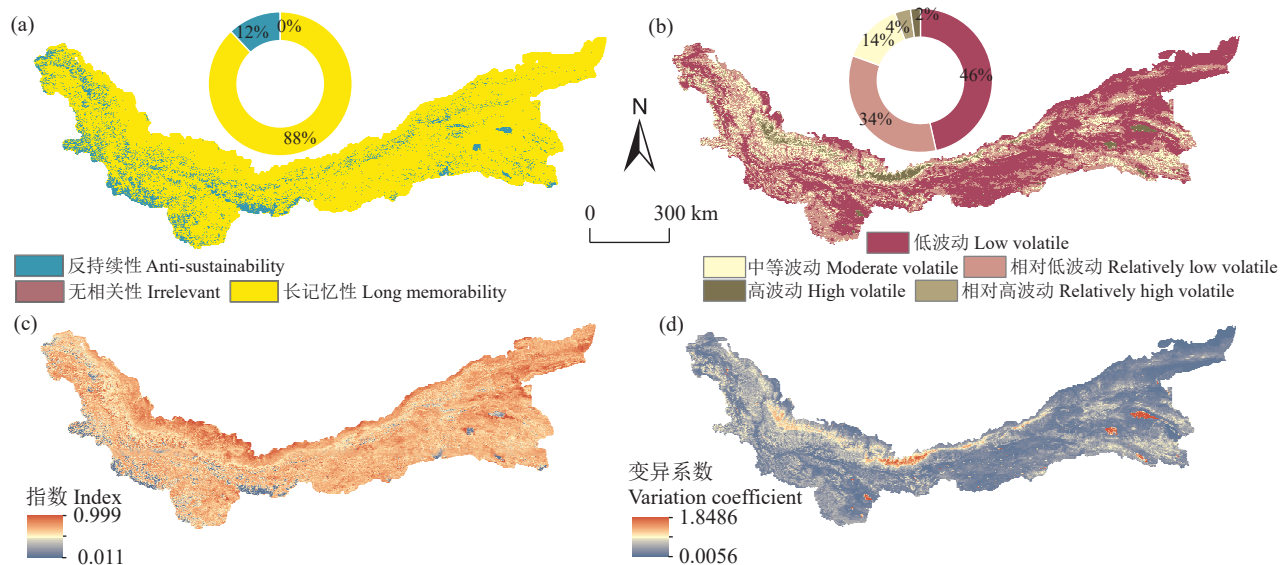 (a)
12%
0%
88%
N
0
300 km
(b)
2%
4%
14%
46%
34%
反持续性 Anti-sustainability
无相关性 Irrelevant
长记忆性 Long memorability
低波动 Low volatile
中等波动 Moderate volatile
相对低波动 Relatively low volatile
高波动 High volatile
相对高波动 Relatively high volatile
(c)
指数 Index
0.999
0.011
(d)
变异系数
Variation coefficient
1.8486
0.0056